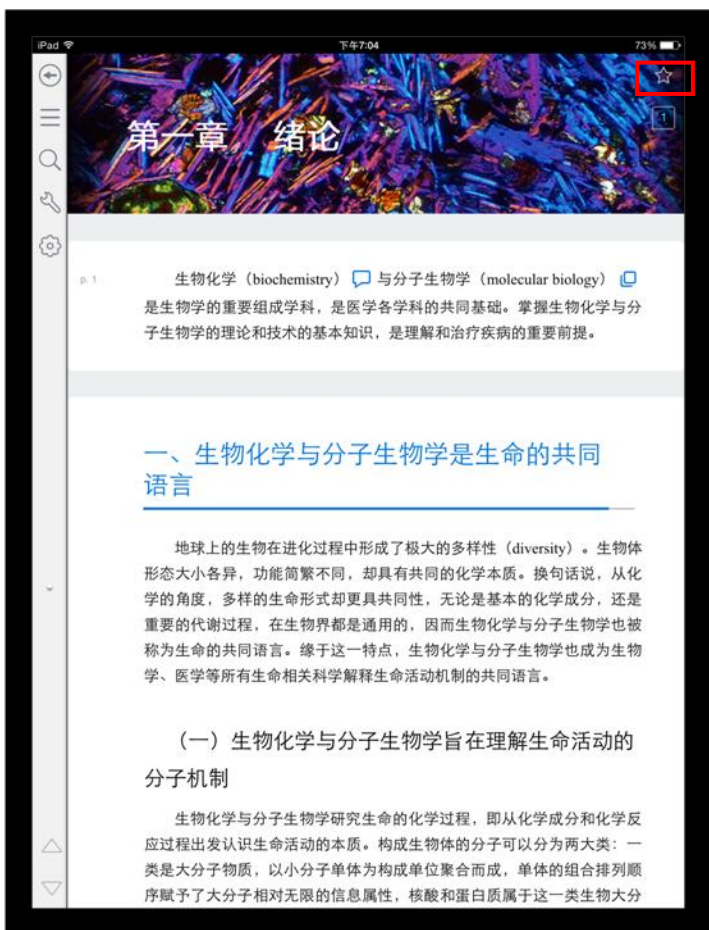 iPad 下午7:04 73%
第一章 绪论
1
p. 1
生物化学（biochemistry） 与分子生物学（molecular biology）
是生物学的重要组成学科，是医学各学科的共同基础。掌握生物化学与分
子生物学的理论和技术的基本知识，是理解和治疗疾病的重要前提。
一、生物化学与分子生物学是生命的共同
语言
地球上的生物在进化过程中形成了极大的多样性（diversity）。生物体
形态大小各异，功能简繁不同，却具有共同的化学本质。换句话说，从化
学的角度，多样的生命形式却更具共同性，无论是基本的化学成分，还是
重要的代谢过程，在生物界都是通用的，因而生物化学与分子生物学也被
称为生命的共同语言。缘于这一特点，生物化学与分子生物学也成为生物
学、医学等所有生命相关科学解释生命活动机制的共同语言。
（一）生物化学与分子生物学旨在理解生命活动的
分子机制
生物化学与分子生物学研究生命的化学过程，即从化学成分和化学反
应过程出发认识生命活动的本质。构成生物体的分子可以分为两大类：一
类是大分子物质，以小分子单体为构成单位聚合而成，单体的组合排列顺
序赋予了大分子相对无限的信息属性，核酸和蛋白质属于这一类生物大分